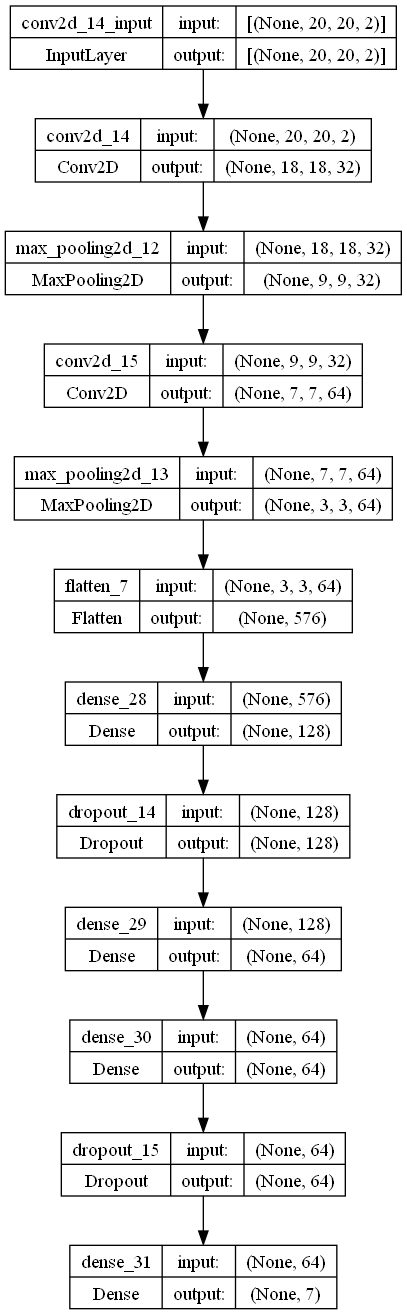 conv2d_14_input input: [(None, 20, 20, 2)]
InputLayer output: [(None, 20, 20, 2)]
conv2d_14 input: (None, 20, 20, 2)
Conv2D output: (None, 18, 18, 32)
max_pooling2d_12 input: (None, 18, 18, 32)
MaxPooling2D output: (None, 9, 9, 32)
conv2d_15 input: (None, 9, 9, 32)
Conv2D output: (None, 7, 7, 64)
max_pooling2d_13 input: (None, 7, 7, 64)
MaxPooling2D output: (None, 3, 3, 64)
flatten_7 input: (None, 3, 3, 64)
Flatten output: (None, 576)
dense_28 input: (None, 576)
Dense output: (None, 128)
dropout_14 input: (None, 128)
Dropout output: (None, 128)
dense_29 input: (None, 128)
Dense output: (None, 64)
dense_30 input: (None, 64)
Dense output: (None, 64)
dropout_15 input: (None, 64)
Dropout output: (None, 64)
dense_31 input: (None, 64)
Dense output: (None, 7)